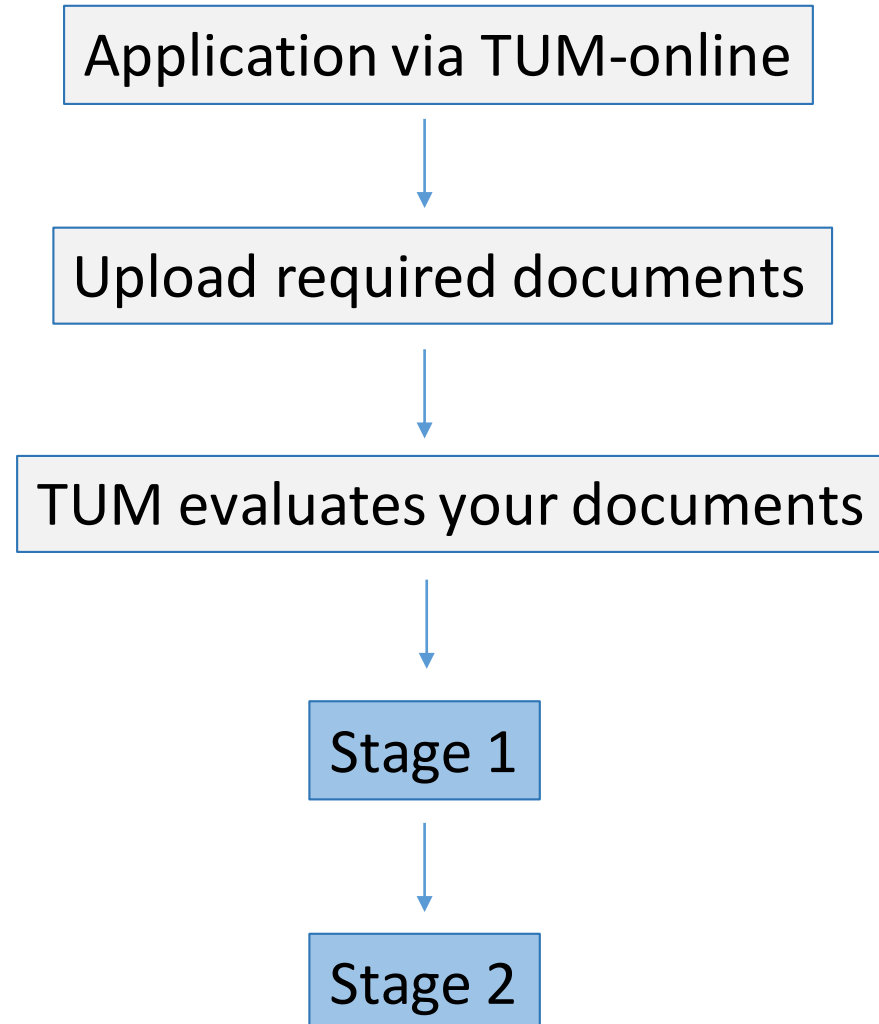 Application via TUM-online
Upload required documents
TUM evaluates your documents
Stage 1
Stage 2